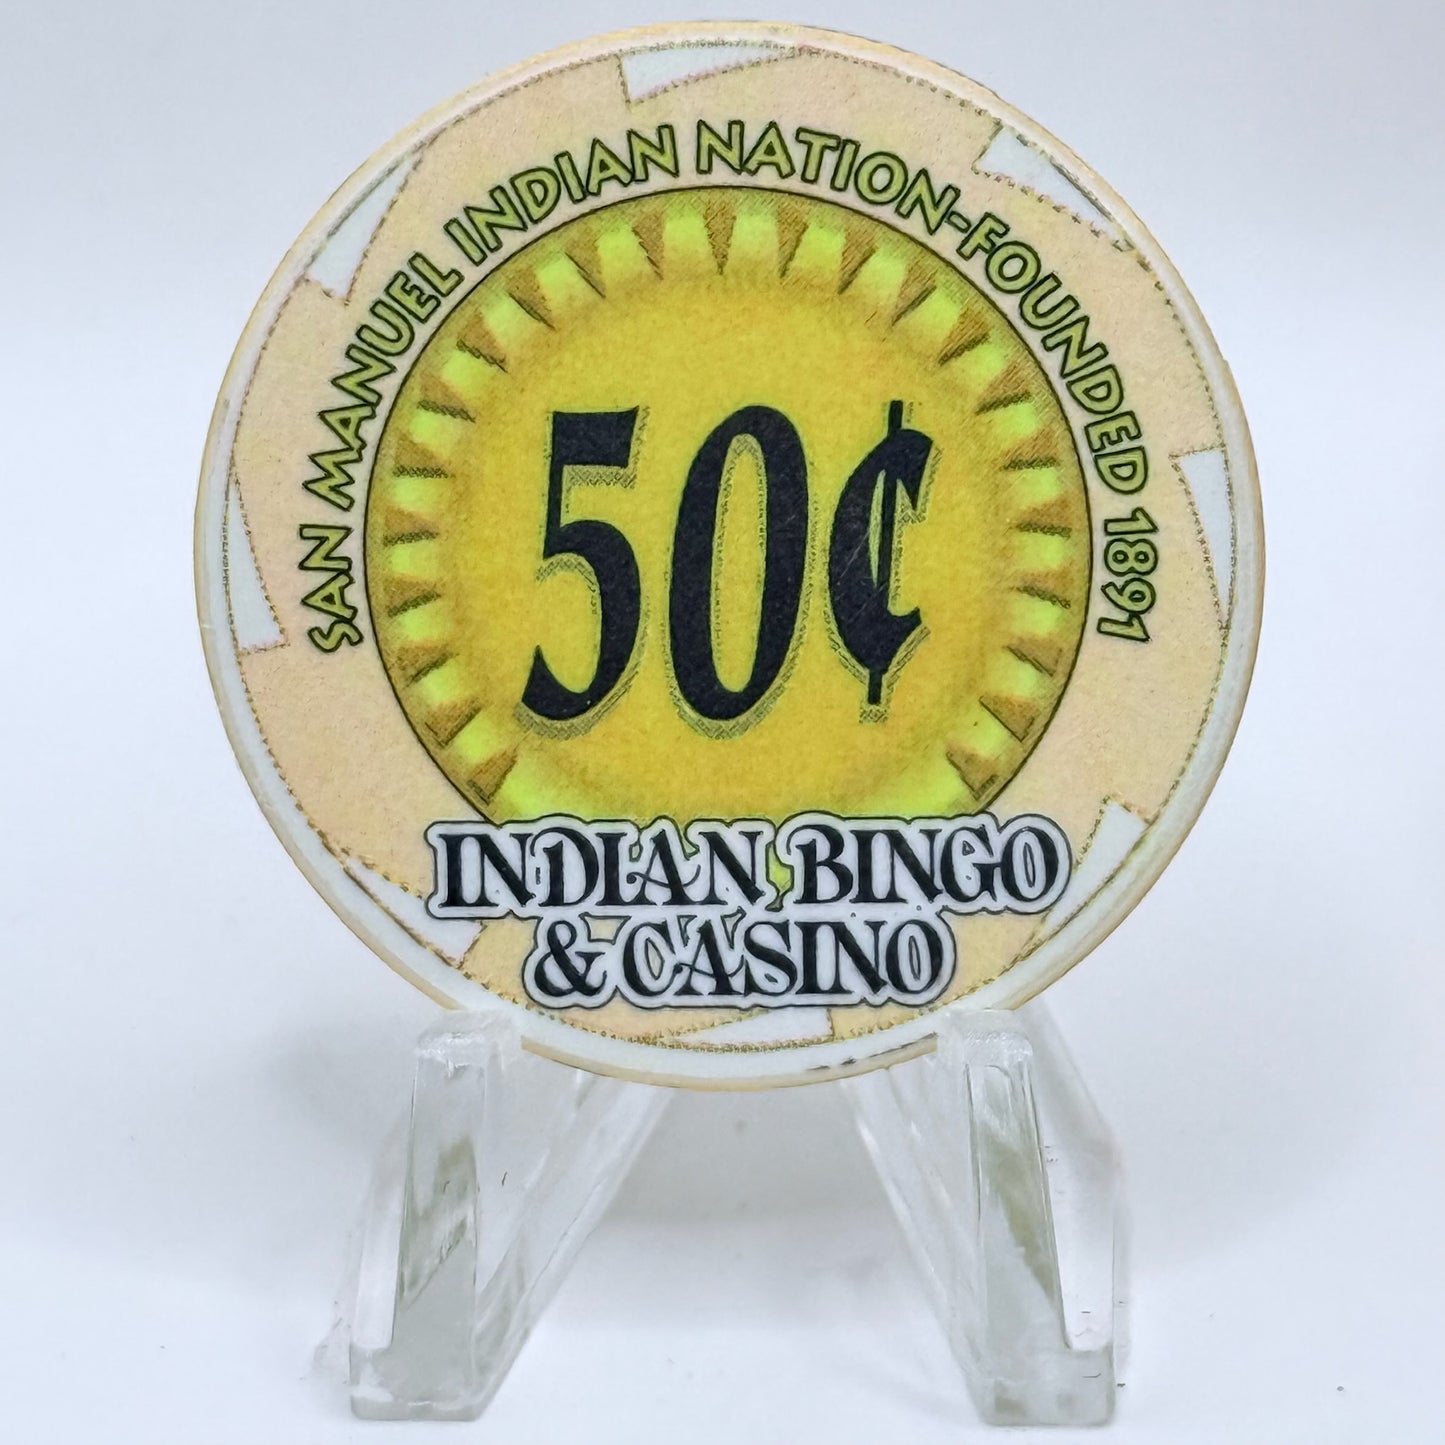 SAN MANUEL INDIAN NATION-FOUNDED 1891
50¢
INDIAN BINGO
& CASINO